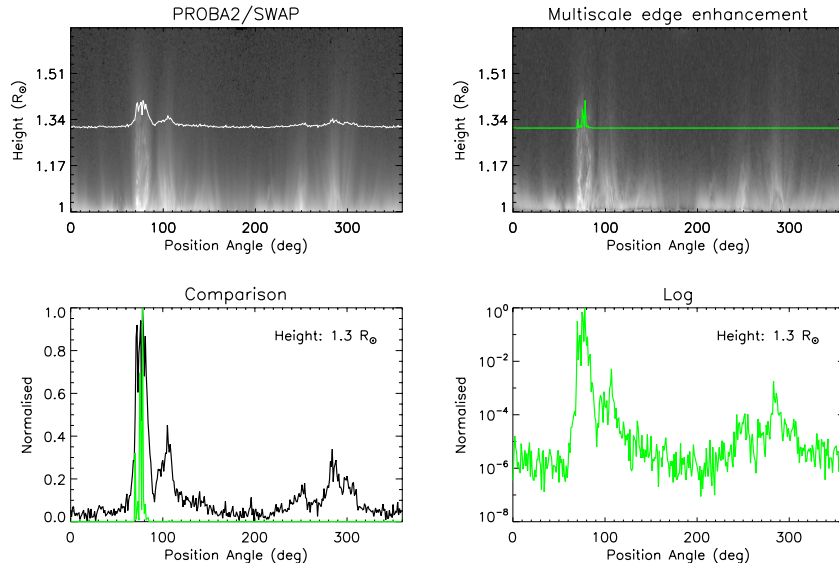 PROBA2/SWAP
Multiscale edge enhancement
Height (R☉)
1.51
1.34
1.17
1
0 100 200 300
Position Angle (deg)
Height (R☉)
1.51
1.34
1.17
1
0 100 200 300
Position Angle (deg)
Comparison
Log
Height: 1.3 R☉
Normalised
1.0
0.8
0.6
0.4
0.2
0.0
0 100 200 300
Position Angle (deg)
Height: 1.3 R☉
Normalised
10⁰
10⁻²
10⁻⁴
10⁻⁶
10⁻⁸
0 100 200 300
Position Angle (deg)